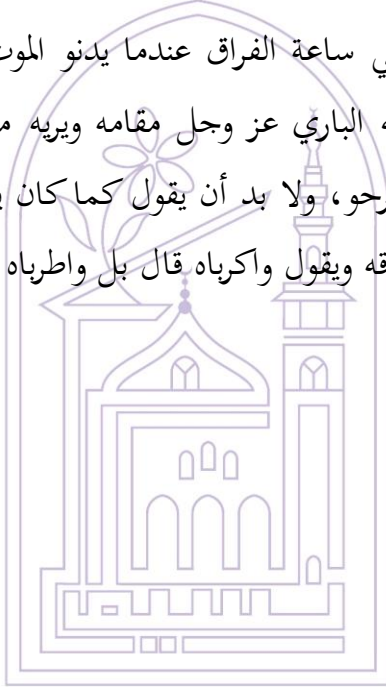 ي ساعة الفراق عندما يدنو الموت
ه الباري عز وجل مقامه ويريه م
رحو، ولا بد أن يقول كما كان ي
قه ويقول واكرباه قال بل واطرباه